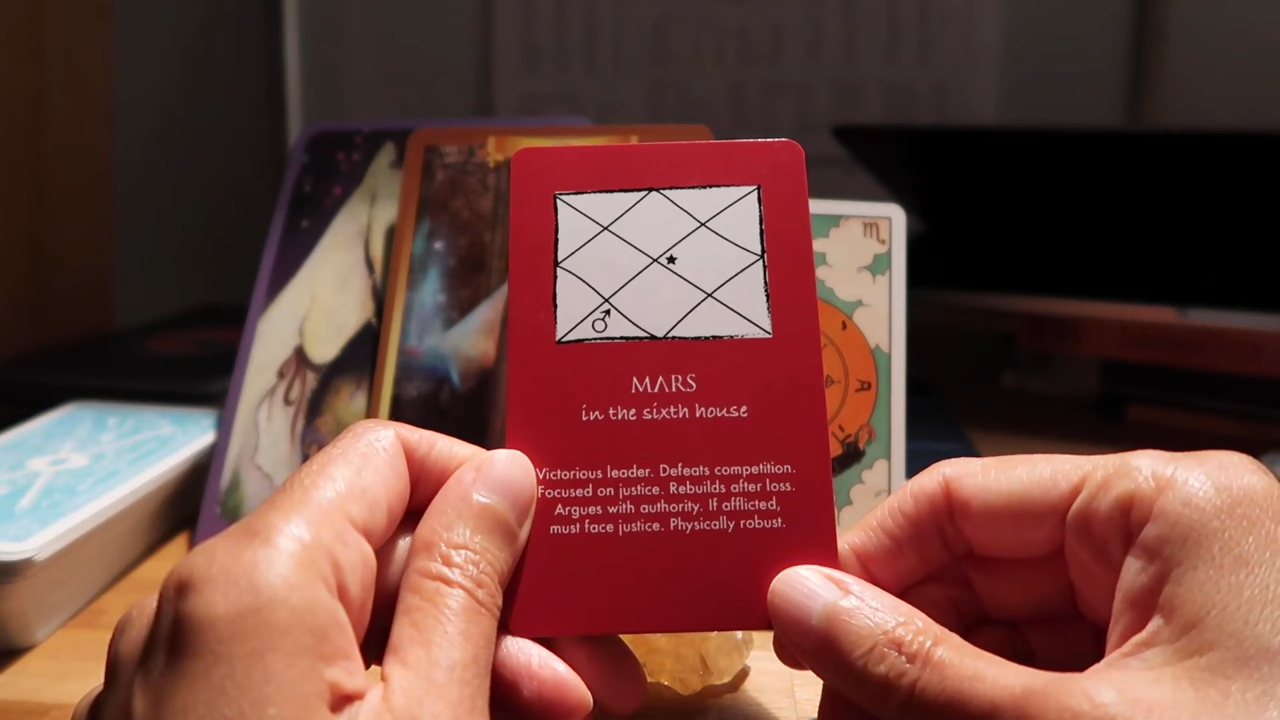 MARS
in the sixth house
Victorious leader. Defeats competition.
Focused on justice. Rebuilds after loss.
Argues with authority. If afflicted,
must face justice. Physically robust.